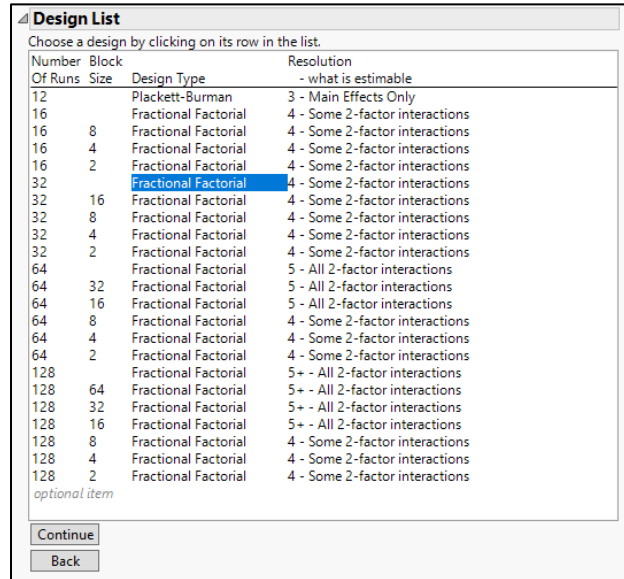 Design List
Choose a design by clicking on its row in the list.
Number Block Resolution
Of Runs Size Design Type - what is estimable
12 Plackett-Burman 3 - Main Effects Only
16 Fractional Factorial 4 - Some 2-factor interactions
16 8 Fractional Factorial 4 - Some 2-factor interactions
16 4 Fractional Factorial 4 - Some 2-factor interactions
16 2 Fractional Factorial 4 - Some 2-factor interactions
32 Fractional Factorial 4 - Some 2-factor interactions
32 16 Fractional Factorial 4 - Some 2-factor interactions
32 8 Fractional Factorial 4 - Some 2-factor interactions
32 4 Fractional Factorial 4 - Some 2-factor interactions
32 2 Fractional Factorial 4 - Some 2-factor interactions
64 Fractional Factorial 5 - All 2-factor interactions
64 32 Fractional Factorial 5 - All 2-factor interactions
64 16 Fractional Factorial 5 - All 2-factor interactions
64 8 Fractional Factorial 4 - Some 2-factor interactions
64 4 Fractional Factorial 4 - Some 2-factor interactions
64 2 Fractional Factorial 4 - Some 2-factor interactions
128 Fractional Factorial 5+ - All 2-factor interactions
128 64 Fractional Factorial 5+ - All 2-factor interactions
128 32 Fractional Factorial 5+ - All 2-factor interactions
128 16 Fractional Factorial 5+ - All 2-factor interactions
128 8 Fractional Factorial 4 - Some 2-factor interactions
128 4 Fractional Factorial 4 - Some 2-factor interactions
128 2 Fractional Factorial 4 - Some 2-factor interactions
optional item
Continue
Back